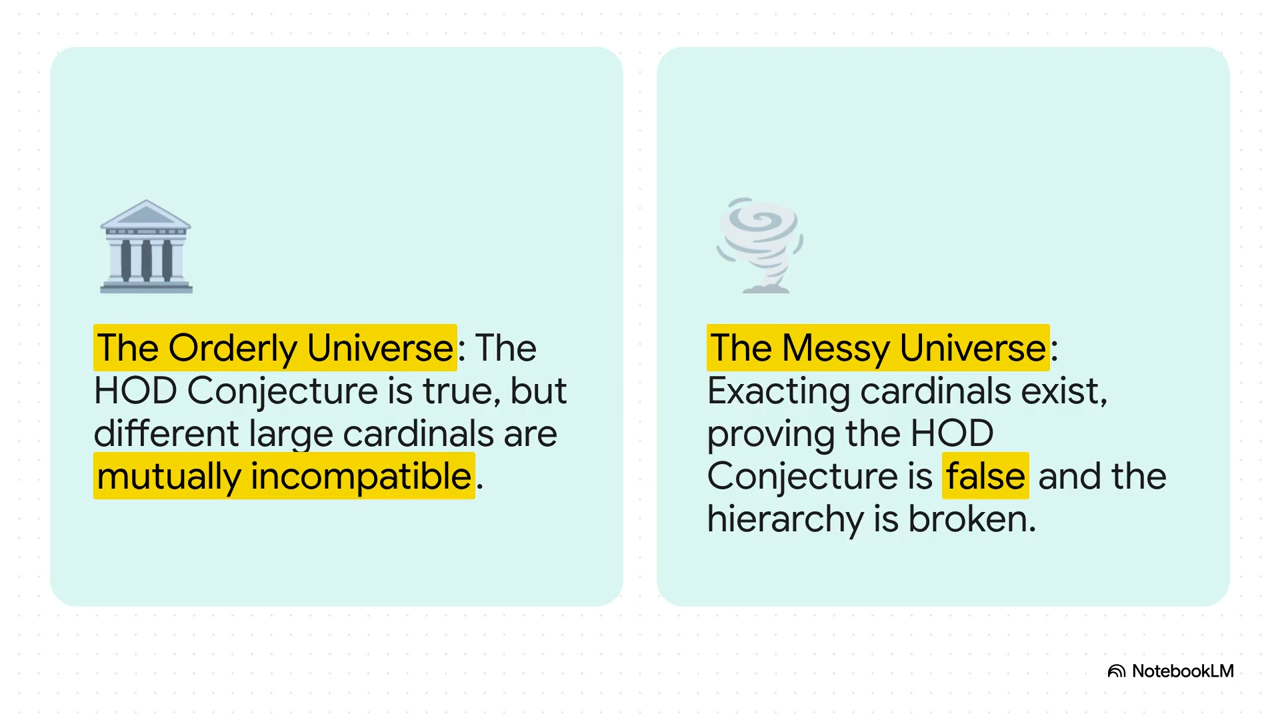 The Orderly Universe: The
HOD Conjecture is true, but
different large cardinals are
mutually incompatible.
The Messy Universe:
Exacting cardinals exist,
proving the HOD
Conjecture is false and the
hierarchy is broken.
NotebookLM